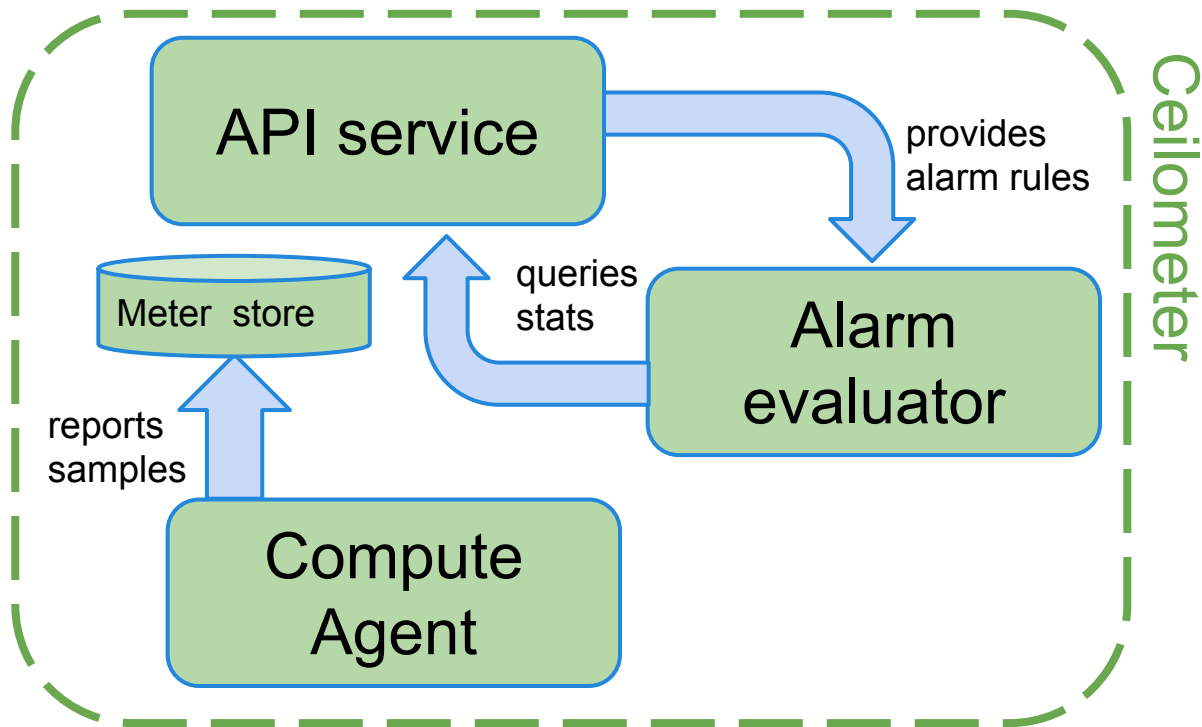 API service
provides
alarm rules
Ceilometer
queries
stats
Meter  store
Alarm
evaluator
reports
samples
Compute
Agent